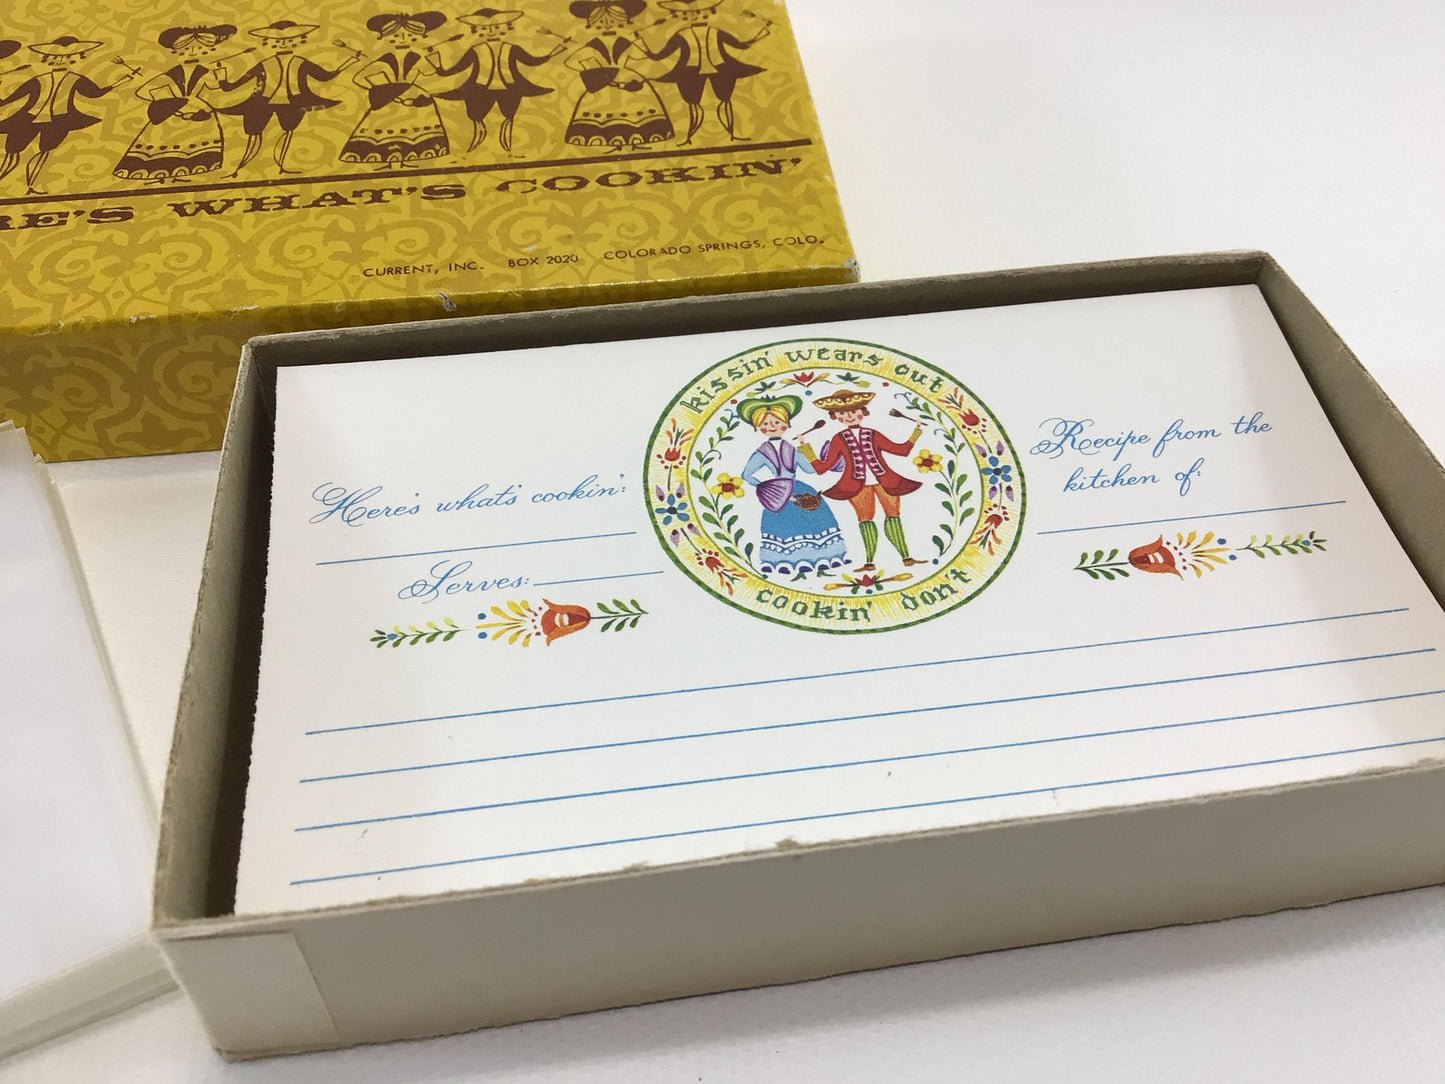 WHAT'S COOKIN'
CURRENT, INC. BOX 2020 COLORADO SPRINGS, COLO.
kissin' wears out
cookin' don't
Here's what's cookin':
Serves:
Recipe from the
kitchen of: